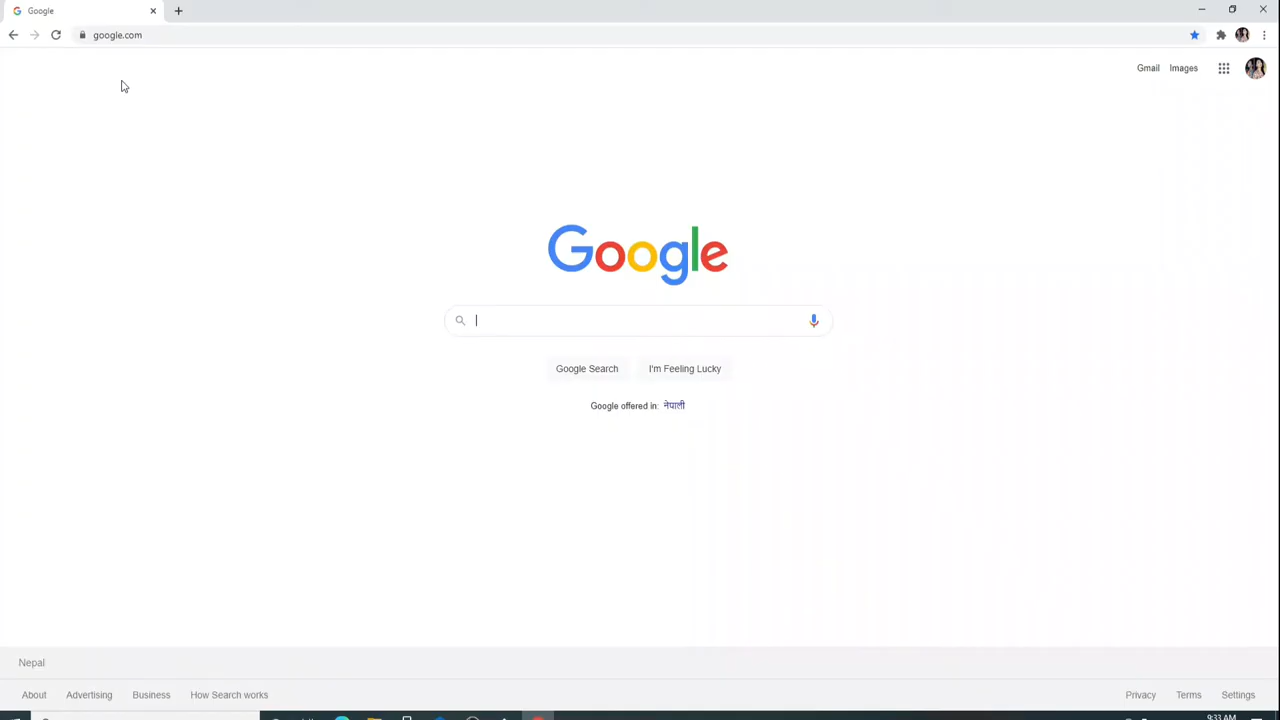 Google
google.com
Gmail Images
Google
Google Search I'm Feeling Lucky
Google offered in: नेपाली
Nepal
About Advertising Business How Search works Privacy Terms Settings
9:33 AM